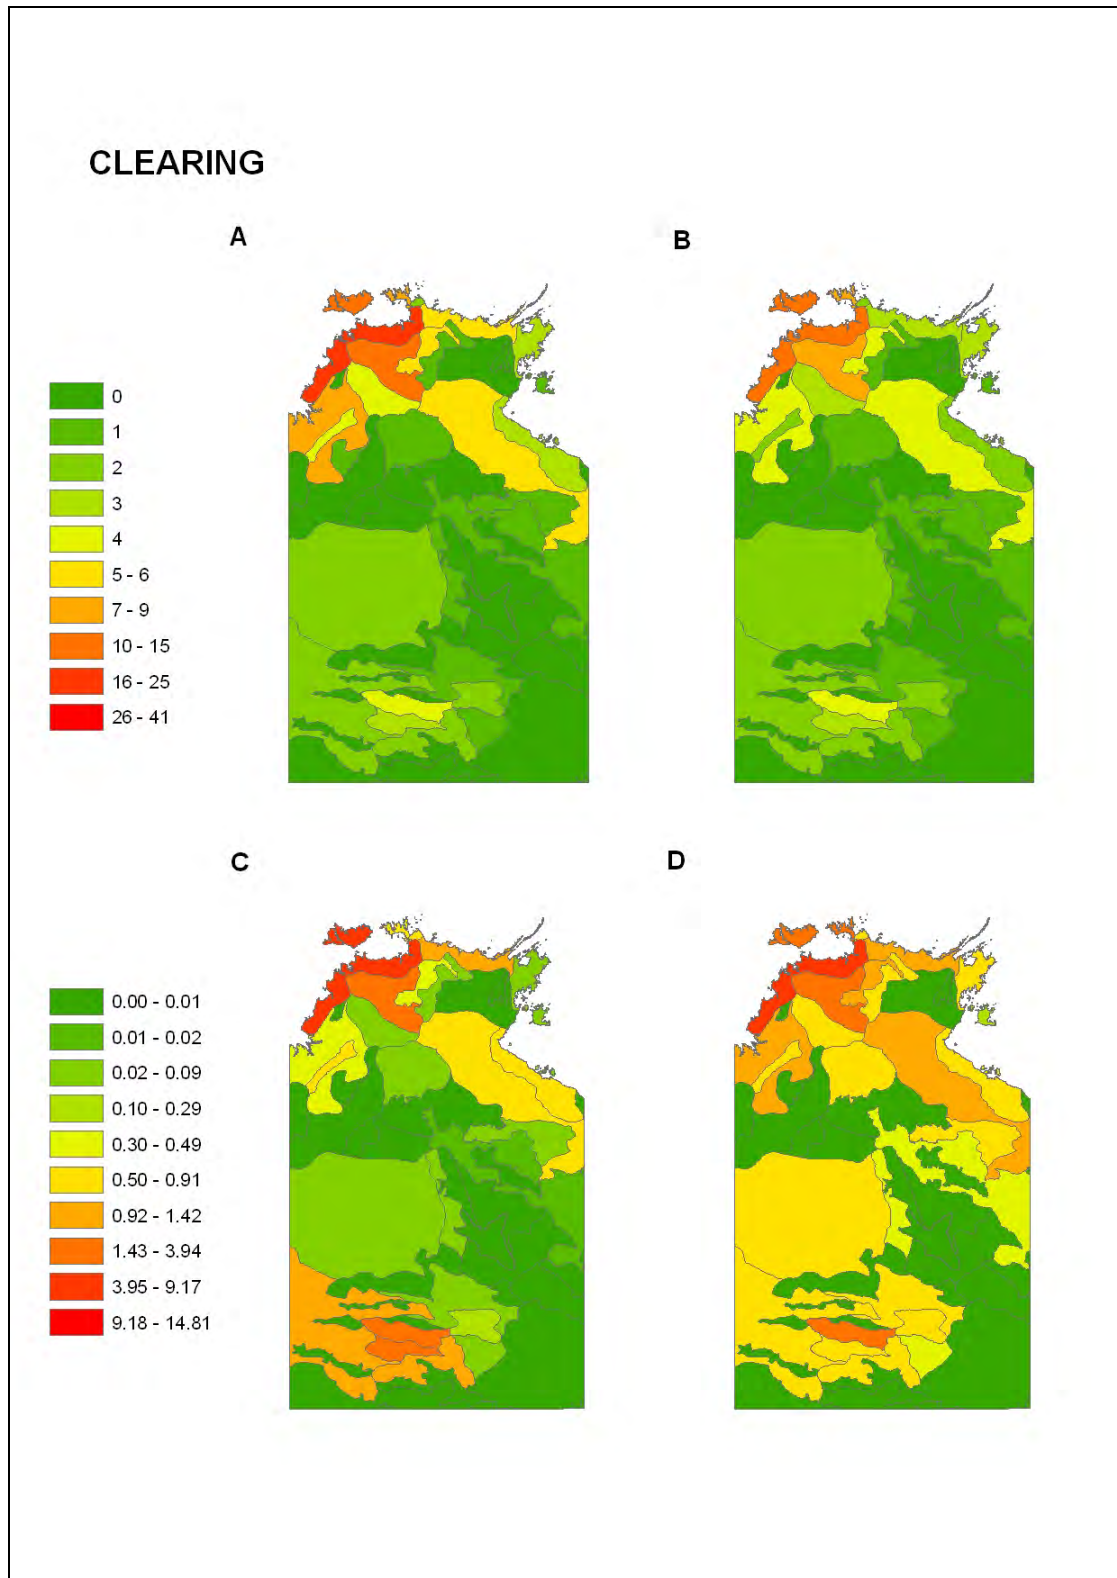 CLEARING
A
B
0
1
2
3
4
5 - 6
7 - 9
10 - 15
16 - 25
26 - 41
C
D
0.00 - 0.01
0.01 - 0.02
0.02 - 0.09
0.10 - 0.29
0.30 - 0.49
0.50 - 0.91
0.92 - 1.42
1.43 - 3.94
3.95 - 9.17
9.18 - 14.81